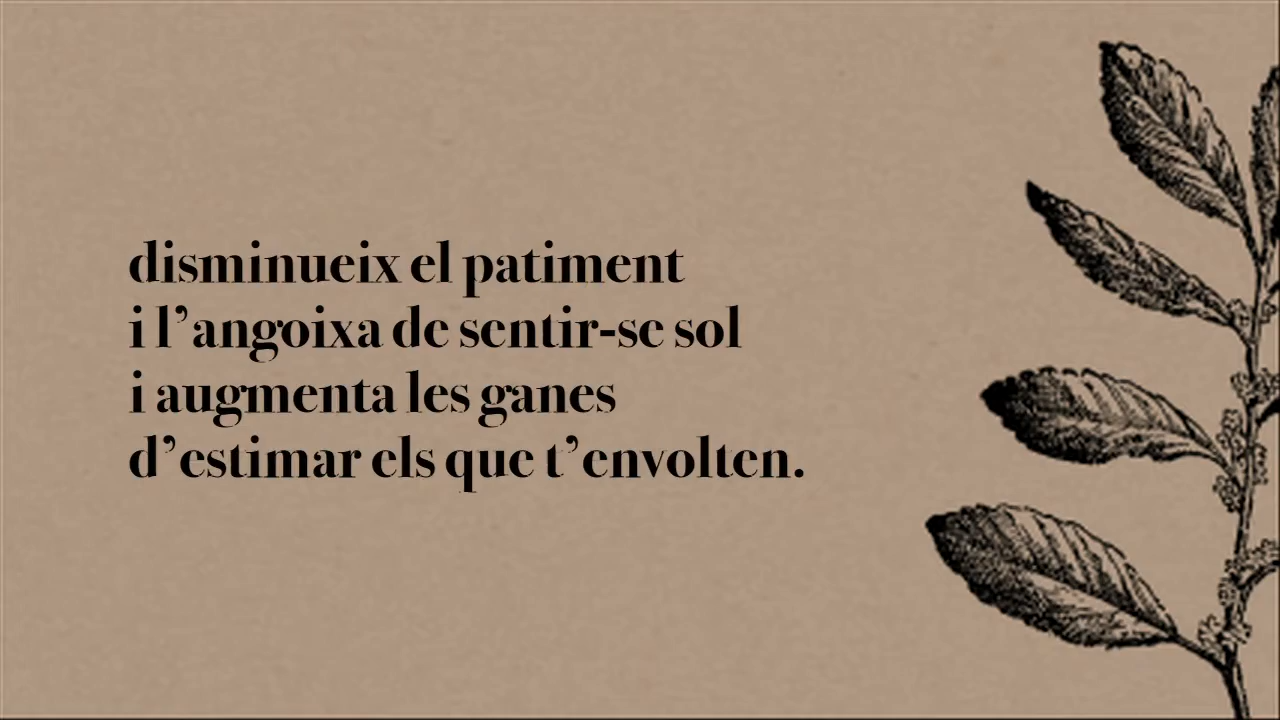 disminueix el patiment
i l’angoixa de sentir-se sol
i augmenta les ganes
d’estimar els que t’envolten.